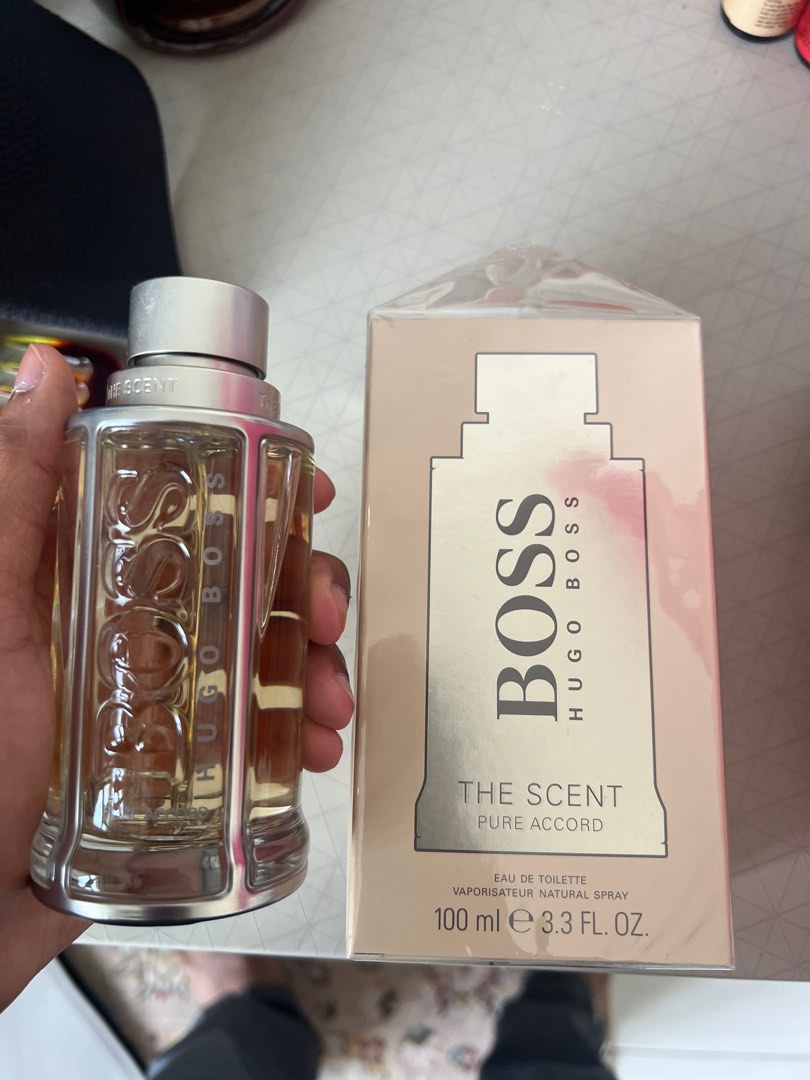 THE SCENT
BOSS
HUGO BOSS
BOSS
HUGO BOSS
THE SCENT
PURE ACCORD
EAU DE TOILETTE
VAPORISATEUR NATURAL SPRAY
100 ml ℮ 3.3 FL. OZ.